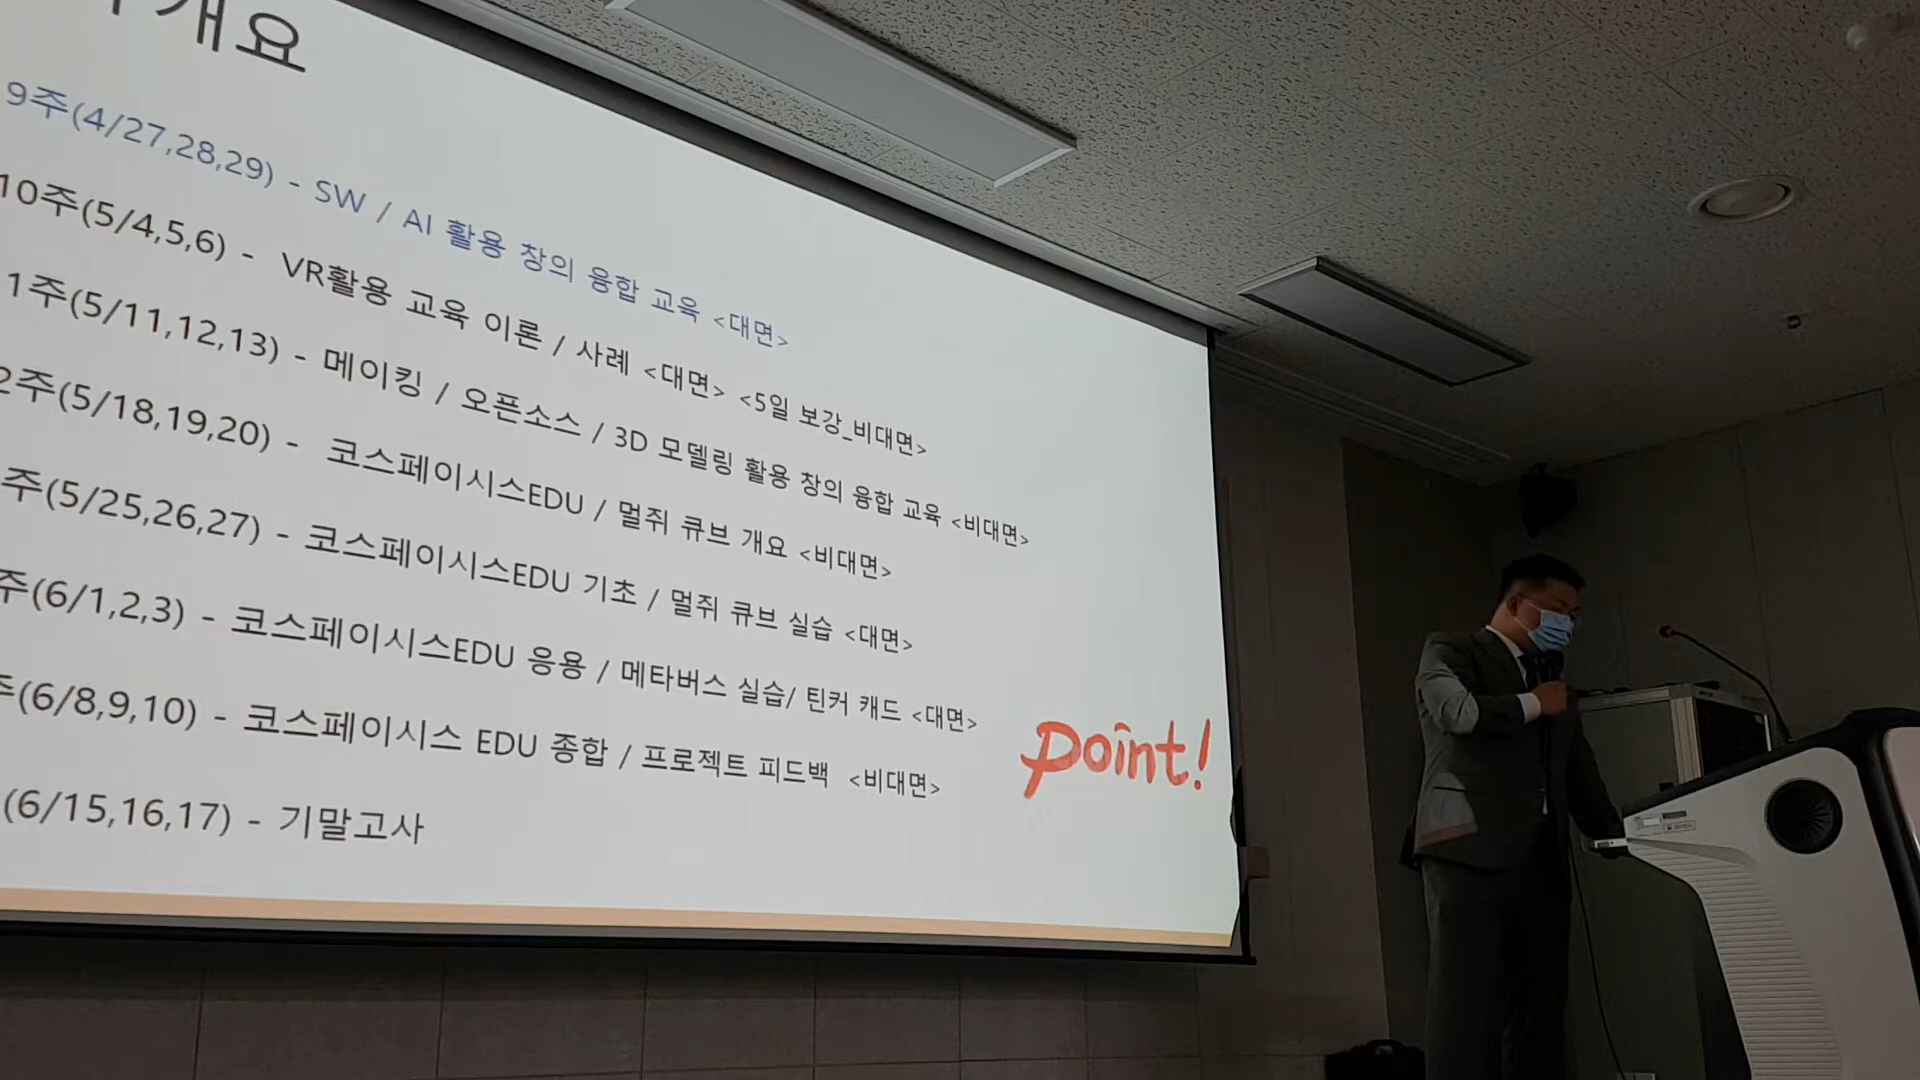 개요
9주(4/27,28,29) - SW / AI 활용 창의 융합 교육 <대면>
10주(5/4,5,6) - VR활용 교육 이론 / 사례 <대면> <5일 보강_비대면>
1주(5/11,12,13) - 메이킹 / 오픈소스 / 3D 모델링 활용 창의 융합 교육 <비대면>
2주(5/18,19,20) - 코스페이시스EDU / 멀쥐 큐브 개요 <비대면>
주(5/25,26,27) - 코스페이시스EDU 기초 / 멀쥐 큐브 실습 <대면>
주(6/1,2,3) - 코스페이시스EDU 응용 / 메타버스 실습/ 틴커 캐드 <대면>
주(6/8,9,10) - 코스페이시스 EDU 종합 / 프로젝트 피드백 <비대면>
(6/15,16,17) - 기말고사
point!